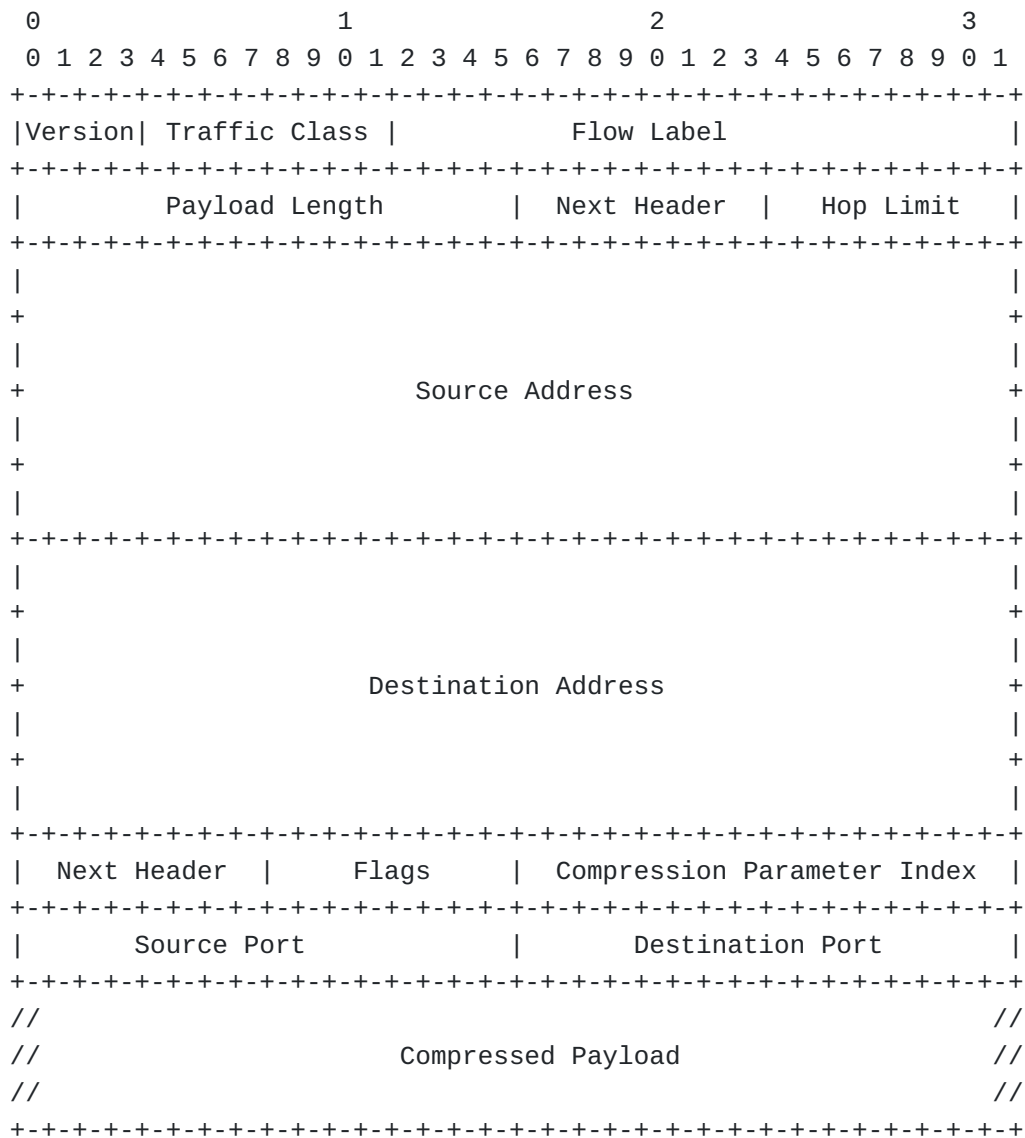 0                   1                   2                   3
 0 1 2 3 4 5 6 7 8 9 0 1 2 3 4 5 6 7 8 9 0 1 2 3 4 5 6 7 8 9 0 1
+-+-+-+-+-+-+-+-+-+-+-+-+-+-+-+-+-+-+-+-+-+-+-+-+-+-+-+-+-+-+-+-+
|Version| Traffic Class |           Flow Label                  |
+-+-+-+-+-+-+-+-+-+-+-+-+-+-+-+-+-+-+-+-+-+-+-+-+-+-+-+-+-+-+-+-+
|         Payload Length        |  Next Header  |   Hop Limit   |
+-+-+-+-+-+-+-+-+-+-+-+-+-+-+-+-+-+-+-+-+-+-+-+-+-+-+-+-+-+-+-+-+
|                                                               |
+                                                               +
|                                                               |
+                         Source Address                        +
|                                                               |
+                                                               +
|                                                               |
+-+-+-+-+-+-+-+-+-+-+-+-+-+-+-+-+-+-+-+-+-+-+-+-+-+-+-+-+-+-+-+-+
|                                                               |
+                                                               +
|                                                               |
+                      Destination Address                      +
|                                                               |
+                                                               +
|                                                               |
+-+-+-+-+-+-+-+-+-+-+-+-+-+-+-+-+-+-+-+-+-+-+-+-+-+-+-+-+-+-+-+-+
|  Next Header  |     Flags     |  Compression Parameter Index  |
+-+-+-+-+-+-+-+-+-+-+-+-+-+-+-+-+-+-+-+-+-+-+-+-+-+-+-+-+-+-+-+-+
|       Source Port             |       Destination Port        |
+-+-+-+-+-+-+-+-+-+-+-+-+-+-+-+-+-+-+-+-+-+-+-+-+-+-+-+-+-+-+-+-+
//                                                             //
//                       Compressed Payload                    //
//                                                             //
+-+-+-+-+-+-+-+-+-+-+-+-+-+-+-+-+-+-+-+-+-+-+-+-+-+-+-+-+-+-+-+-+